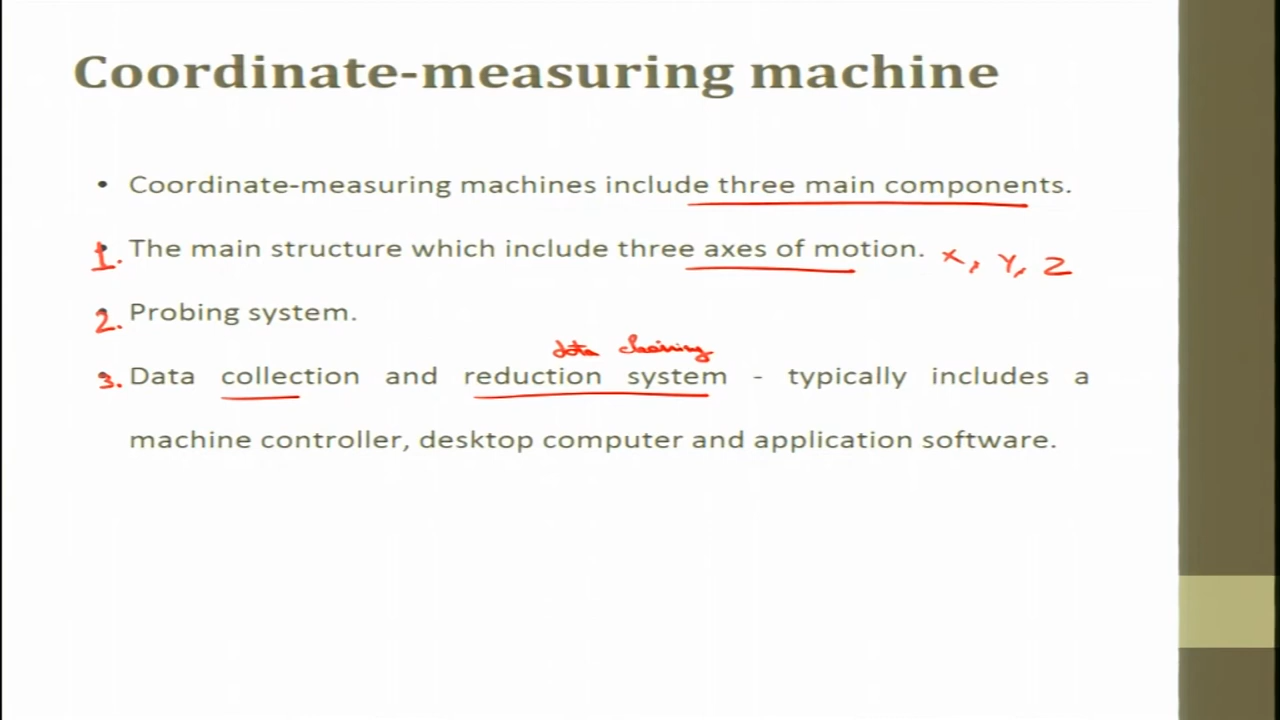 Coordinate-measuring machine
• Coordinate-measuring machines include three main components.
1. The main structure which include three axes of motion. X, Y, Z
2. Probing system.
data cleaning
3. Data collection and reduction system - typically includes a
machine controller, desktop computer and application software.